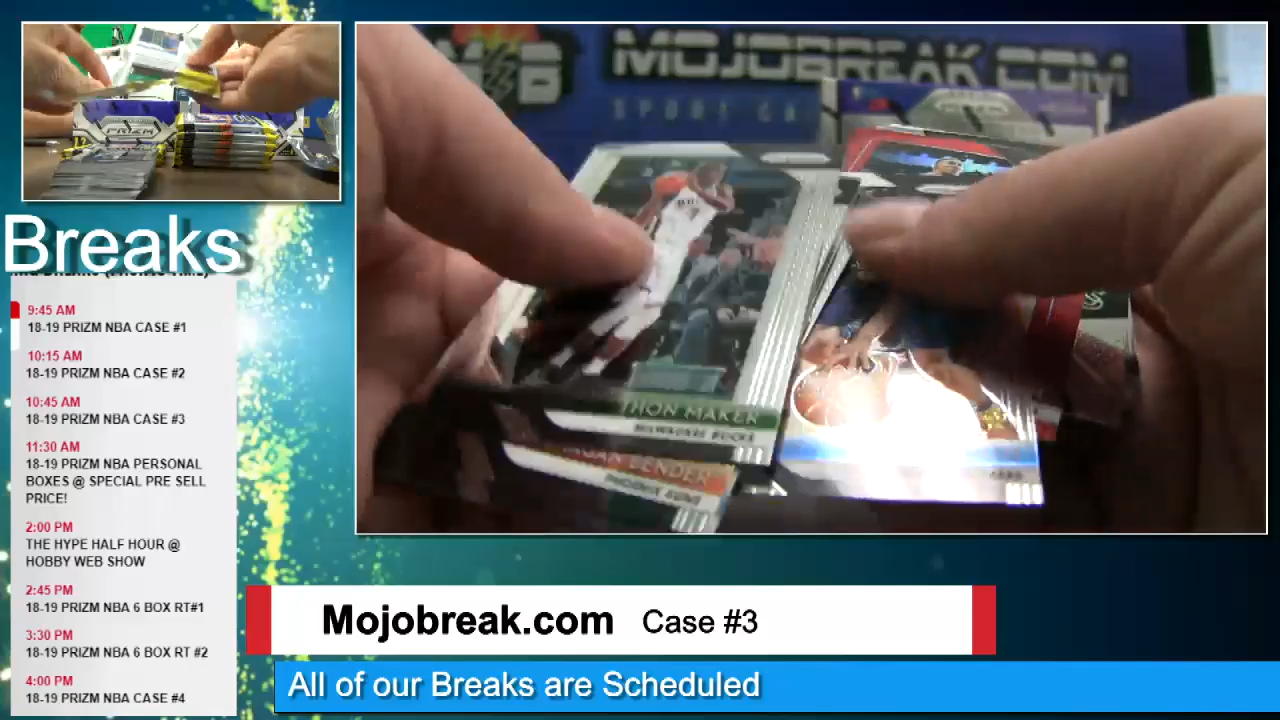 MOJOBREAK.COM
SPORT CA
PRIZM
Breaks
9:45 AM
18-19 PRIZM NBA CASE #1
10:15 AM
18-19 PRIZM NBA CASE #2
10:45 AM
18-19 PRIZM NBA CASE #3
11:30 AM
18-19 PRIZM NBA PERSONAL
BOXES @ SPECIAL PRE SELL
PRICE!
2:00 PM
THE HYPE HALF HOUR @
HOBBY WEB SHOW
2:45 PM
18-19 PRIZM NBA 6 BOX RT#1
3:30 PM
18-19 PRIZM NBA 6 BOX RT #2
4:00 PM
18-19 PRIZM NBA CASE #4
THON MAKER
MILWAUKEE BUCKS
BENDER
PHOENIX SUNS
Mojobreak.com Case #3
All of our Breaks are Scheduled